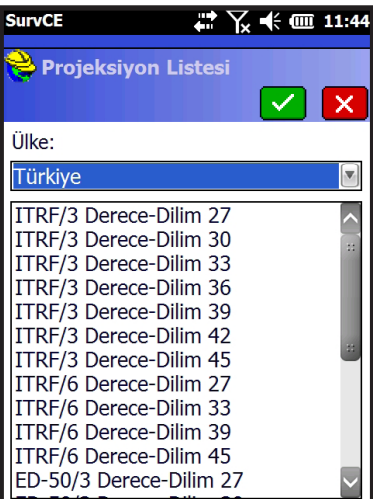 SurvCE 11:44
Projeksiyon Listesi
Ülke:
Türkiye
ITRF/3 Derece-Dilim 27
ITRF/3 Derece-Dilim 30
ITRF/3 Derece-Dilim 33
ITRF/3 Derece-Dilim 36
ITRF/3 Derece-Dilim 39
ITRF/3 Derece-Dilim 42
ITRF/3 Derece-Dilim 45
ITRF/6 Derece-Dilim 27
ITRF/6 Derece-Dilim 33
ITRF/6 Derece-Dilim 39
ITRF/6 Derece-Dilim 45
ED-50/3 Derece-Dilim 27